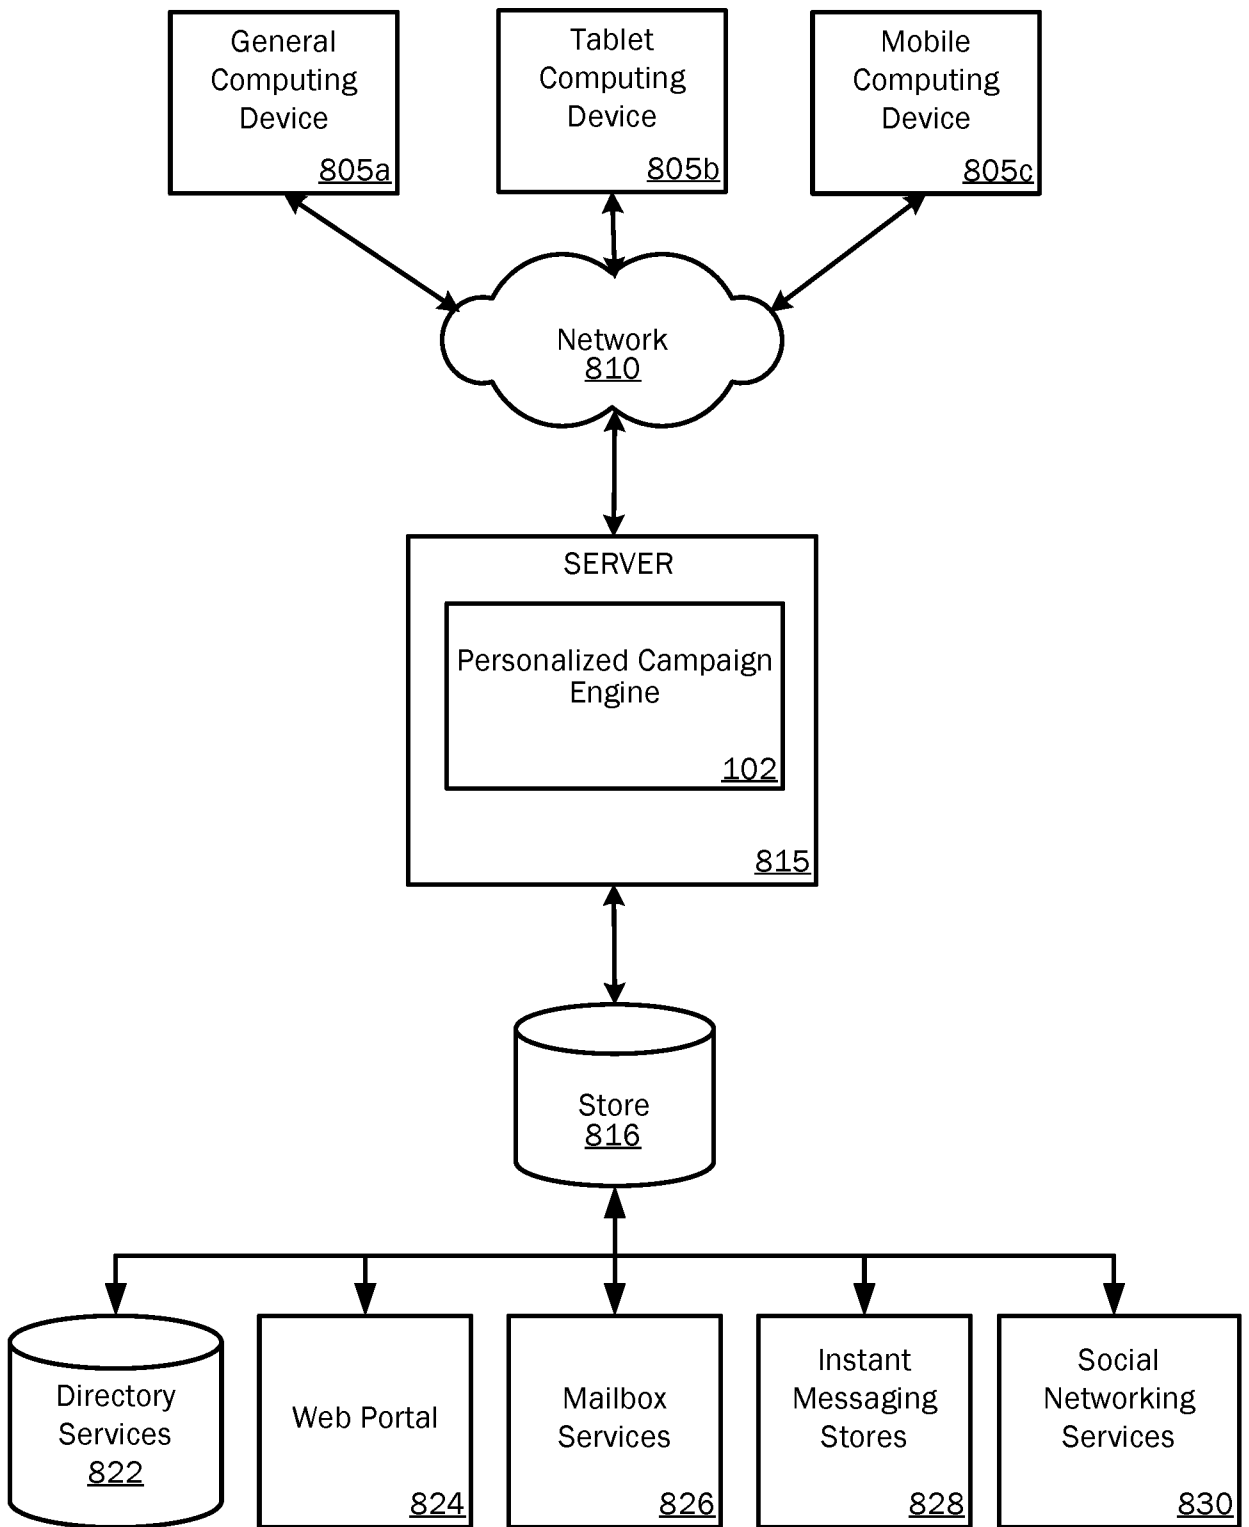 General
Computing
Device
805a
Tablet
Computing
Device
805b
Mobile
Computing
Device
805c
Network
810
SERVER
Personalized Campaign
Engine
102
815
Store
816
Directory
Services
822
Web Portal
824
Mailbox
Services
826
Instant
Messaging
Stores
828
Social
Networking
Services
830